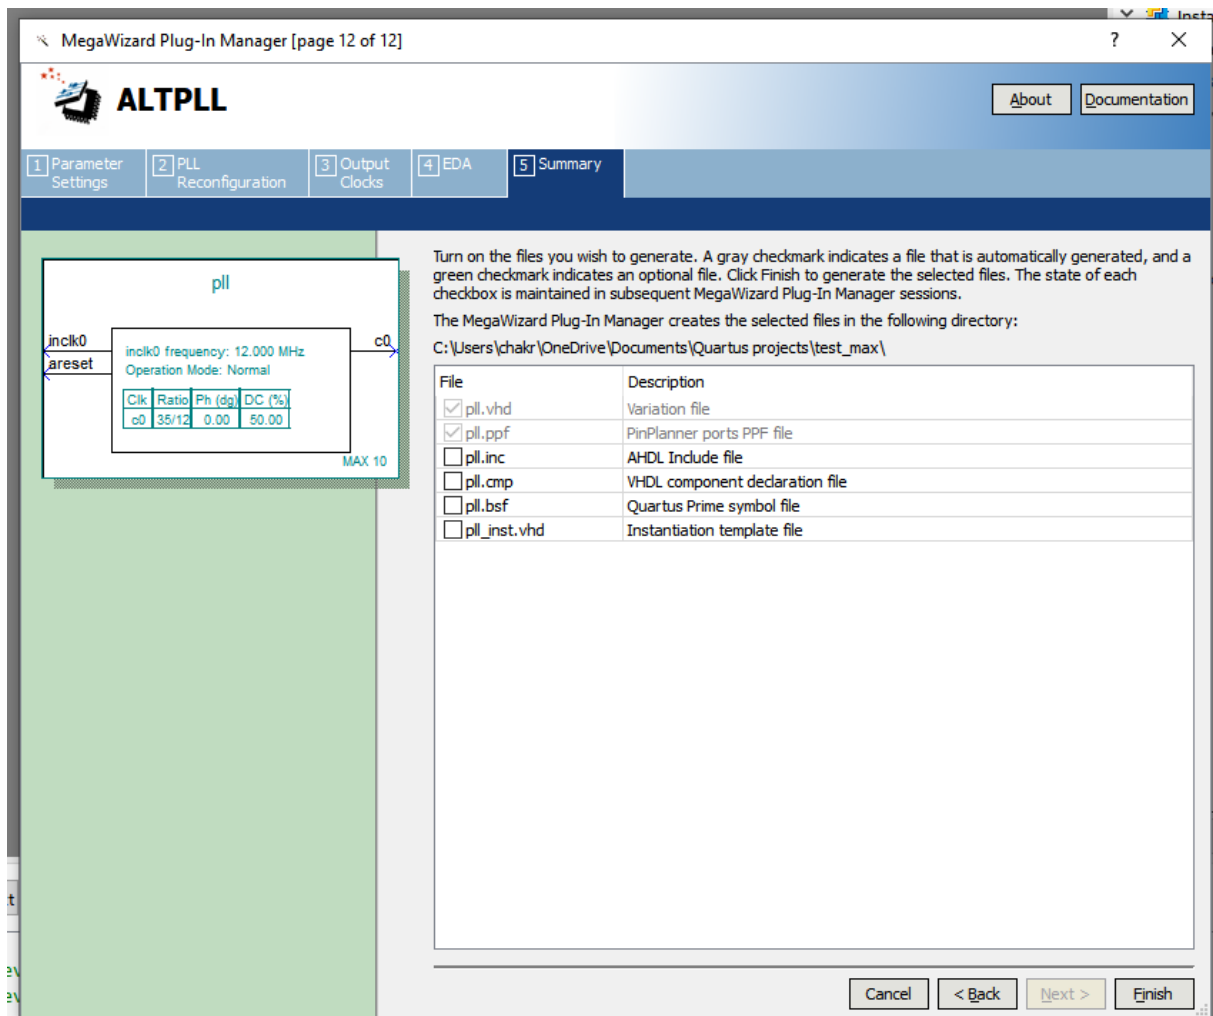 Insta
MegaWizard Plug-In Manager [page 12 of 12]
?
ALTPLL
About
Documentation
1 Parameter Settings
2 PLL Reconfiguration
3 Output Clocks
4 EDA
5 Summary
pll
inclk0
areset
c0
inclk0 frequency: 12.000 MHz
Operation Mode: Normal
Clk Ratio Ph (dg) DC (%)
c0 35/12 0.00 50.00
MAX 10
Turn on the files you wish to generate. A gray checkmark indicates a file that is automatically generated, and a
green checkmark indicates an optional file. Click Finish to generate the selected files. The state of each
checkbox is maintained in subsequent MegaWizard Plug-In Manager sessions.
The MegaWizard Plug-In Manager creates the selected files in the following directory:
C:\Users\chakr\OneDrive\Documents\Quartus projects\test_max\
File Description
pll.vhd Variation file
pll.ppf PinPlanner ports PPF file
pll.inc AHDL Include file
pll.cmp VHDL component declaration file
pll.bsf Quartus Prime symbol file
pll_inst.vhd Instantiation template file
Cancel
< Back
Next >
Finish